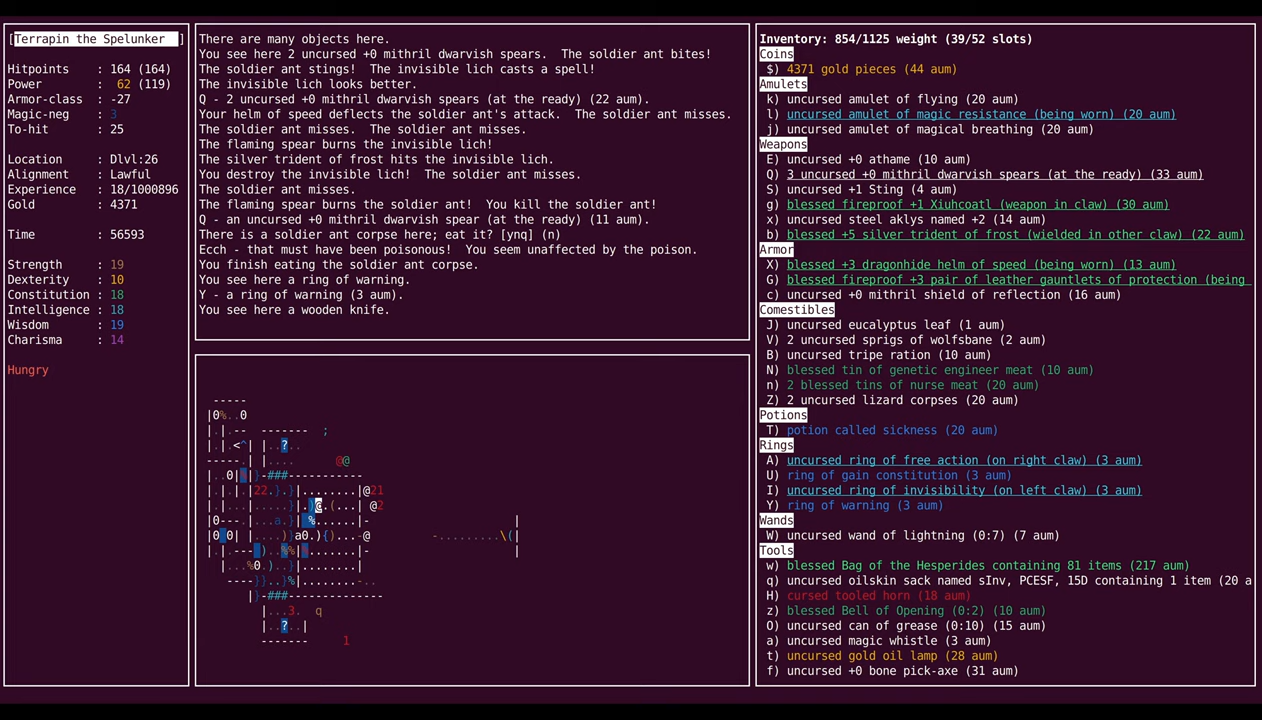 [Terrapin the Spelunker  ]
Hitpoints    : 164 (164)
Power        :  62 (119)
Armor-class  : -27
Magic-neg    : 3
To-hit       : 25
Location     : Dlvl:26
Alignment    : Lawful
Experience   : 18/1000896
Gold         : 4371
Time         : 56593
Strength     : 19
Dexterity    : 10
Constitution : 18
Intelligence : 18
Wisdom       : 19
Charisma     : 14
Hungry
There are many objects here.
You see here 2 uncursed +0 mithril dwarvish spears.  The soldier ant bites!
The soldier ant stings!  The invisible lich casts a spell!
The invisible lich looks better.
Q - 2 uncursed +0 mithril dwarvish spears (at the ready) (22 aum).
Your helm of speed deflects the soldier ant's attack.  The soldier ant misses.
The soldier ant misses.  The soldier ant misses.
The flaming spear burns the invisible lich!
The silver trident of frost hits the invisible lich.
You destroy the invisible lich!  The soldier ant misses.
The soldier ant misses.
The flaming spear burns the soldier ant!  You kill the soldier ant!
Q - an uncursed +0 mithril dwarvish spear (at the ready) (11 aum).
There is a soldier ant corpse here; eat it? [ynq] (n)
Ecch - that must have been poisonous!  You seem unaffected by the poison.
You finish eating the soldier ant corpse.
You see here a ring of warning.
Y - a ring of warning (3 aum).
You see here a wooden knife.
Inventory: 854/1125 weight (39/52 slots)
Coins
$) 4371 gold pieces (44 aum)
Amulets
k) uncursed amulet of flying (20 aum)
l) uncursed amulet of magic resistance (being worn) (20 aum)
j) uncursed amulet of magical breathing (20 aum)
Weapons
E) uncursed +0 athame (10 aum)
Q) 3 uncursed +0 mithril dwarvish spears (at the ready) (33 aum)
S) uncursed +1 Sting (4 aum)
g) blessed fireproof +1 Xiuhcoatl (weapon in claw) (30 aum)
x) uncursed steel aklys named +2 (14 aum)
b) blessed +5 silver trident of frost (wielded in other claw) (22 aum)
Armor
X) blessed +3 dragonhide helm of speed (being worn) (13 aum)
G) blessed fireproof +3 pair of leather gauntlets of protection (being
c) uncursed +0 mithril shield of reflection (16 aum)
Comestibles
J) uncursed eucalyptus leaf (1 aum)
V) 2 uncursed sprigs of wolfsbane (2 aum)
B) uncursed tripe ration (10 aum)
N) blessed tin of genetic engineer meat (10 aum)
n) 2 blessed tins of nurse meat (20 aum)
Z) 2 uncursed lizard corpses (20 aum)
Potions
T) potion called sickness (20 aum)
Rings
A) uncursed ring of free action (on right claw) (3 aum)
U) ring of gain constitution (3 aum)
I) uncursed ring of invisibility (on left claw) (3 aum)
Y) ring of warning (3 aum)
Wands
W) uncursed wand of lightning (0:7) (7 aum)
Tools
w) blessed Bag of the Hesperides containing 81 items (217 aum)
q) uncursed oilskin sack named sInv, PCESF, 15D containing 1 item (20 a
H) cursed tooled horn (18 aum)
z) blessed Bell of Opening (0:2) (10 aum)
O) uncursed can of grease (0:10) (15 aum)
a) uncursed magic whistle (3 aum)
t) uncursed gold oil lamp (28 aum)
f) uncursed +0 bone pick-axe (31 aum)